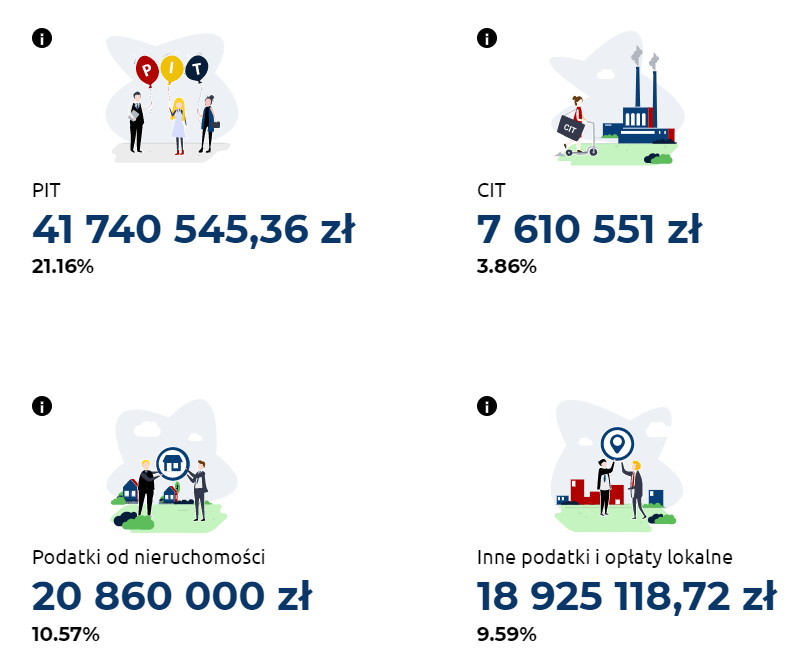 P I T
PIT
41 740 545,36 zł
21.16%
CIT
CIT
7 610 551 zł
3.86%
Podatki od nieruchomości
20 860 000 zł
10.57%
Inne podatki i opłaty lokalne
18 925 118,72 zł
9.59%